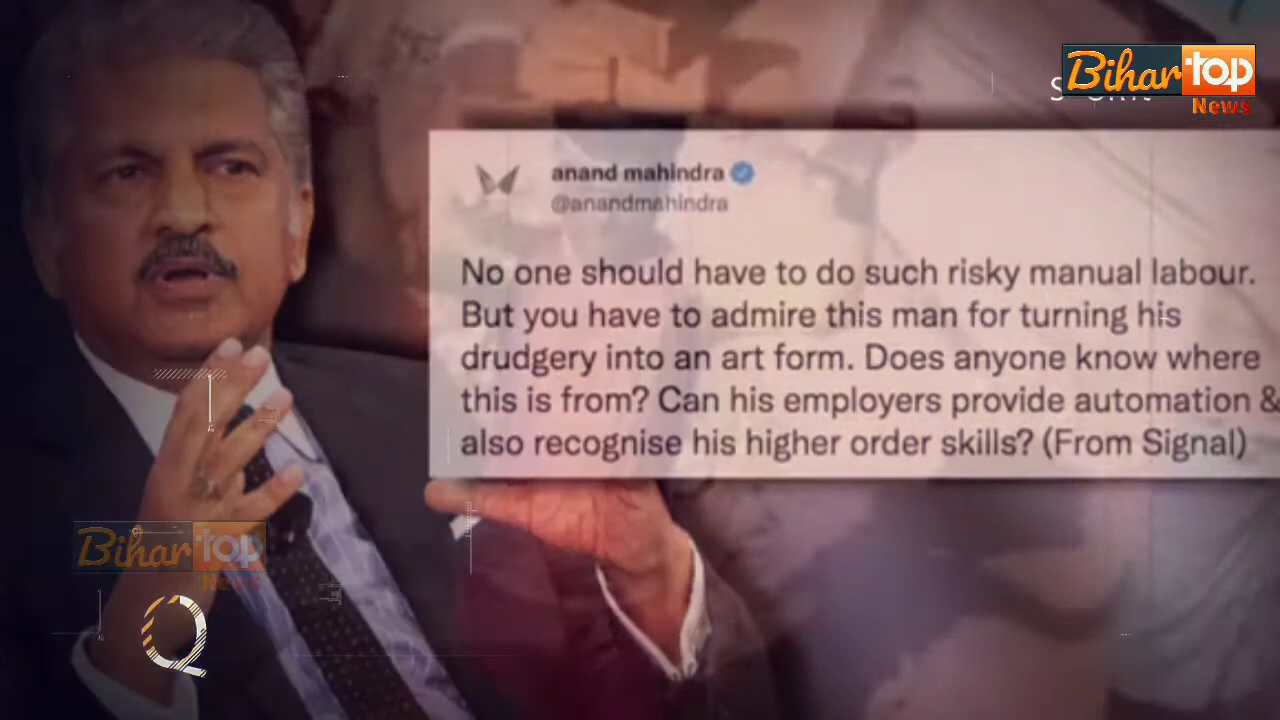 Bihar top
News
anand mahindra
@anandmahindra
No one should have to do such risky manual labour.
But you have to admire this man for turning his
drudgery into an art form. Does anyone know where
this is from? Can his employers provide automation &
also recognise his higher order skills? (From Signal)
Bihar top
News
Q